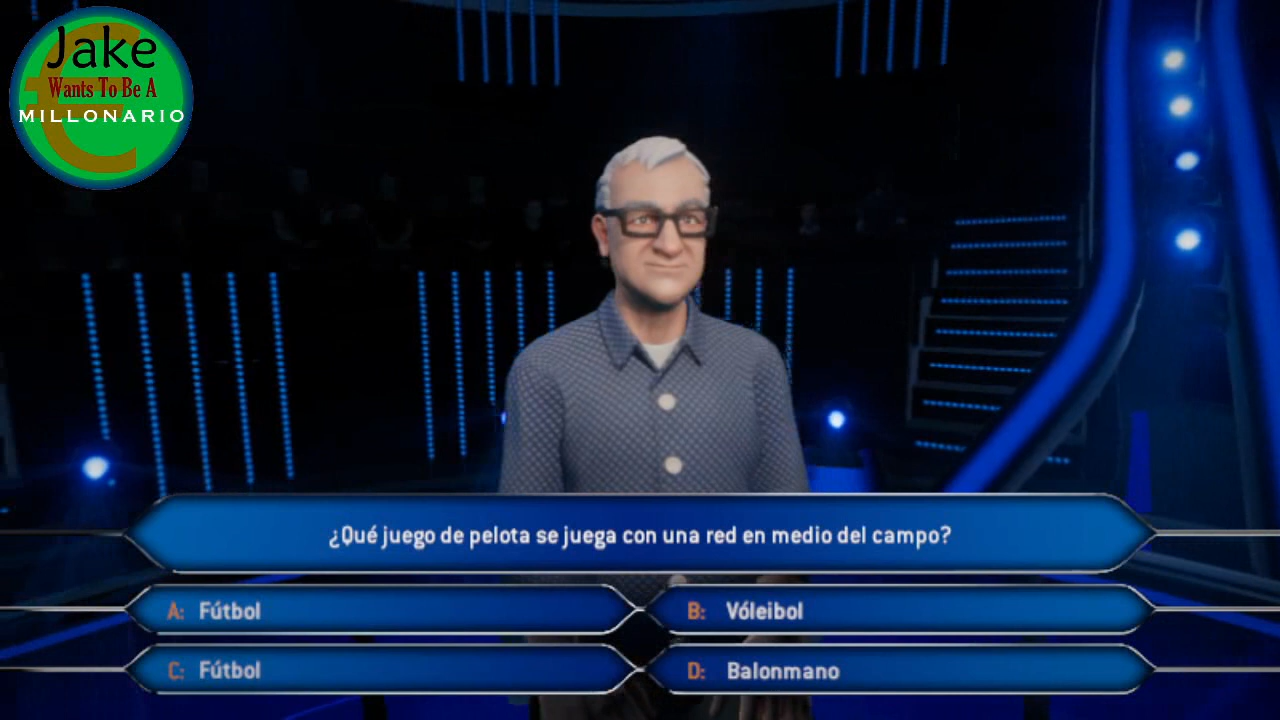 Jake
Wants To Be A
MILLONARIO
¿Qué juego de pelota se juega con una red en medio del campo?
A: Fútbol
B: Vóleibol
C: Fútbol
D: Balonmano